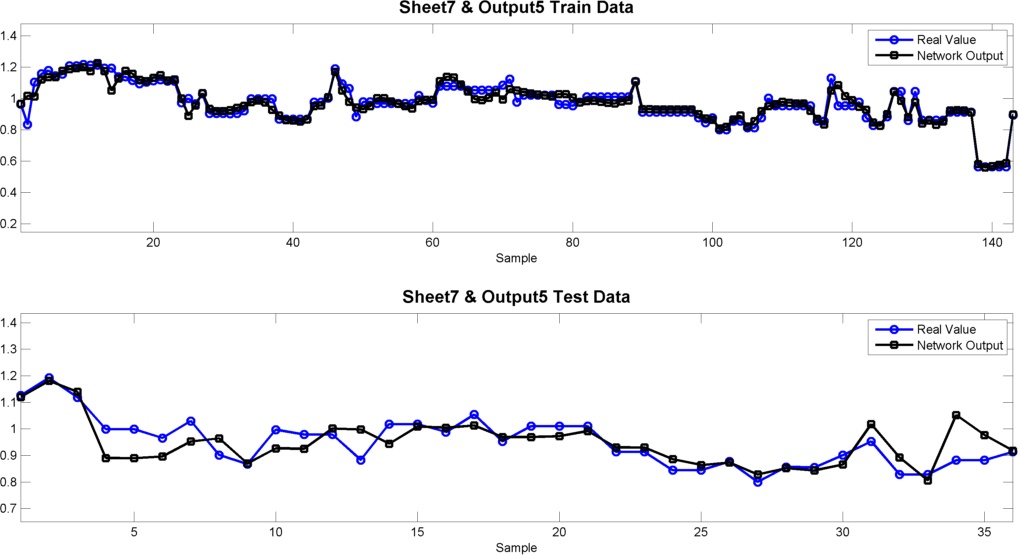 Sheet7 & Output5 Train Data
1.4
1.2
1
0.8
0.6
0.4
0.2
Real Value
Network Output
20 40 60 80 100 120 140
Sample
Sheet7 & Output5 Test Data
1.4
1.3
1.2
1.1
1
0.9
0.8
0.7
Real Value
Network Output
5 10 15 20 25 30 35
Sample